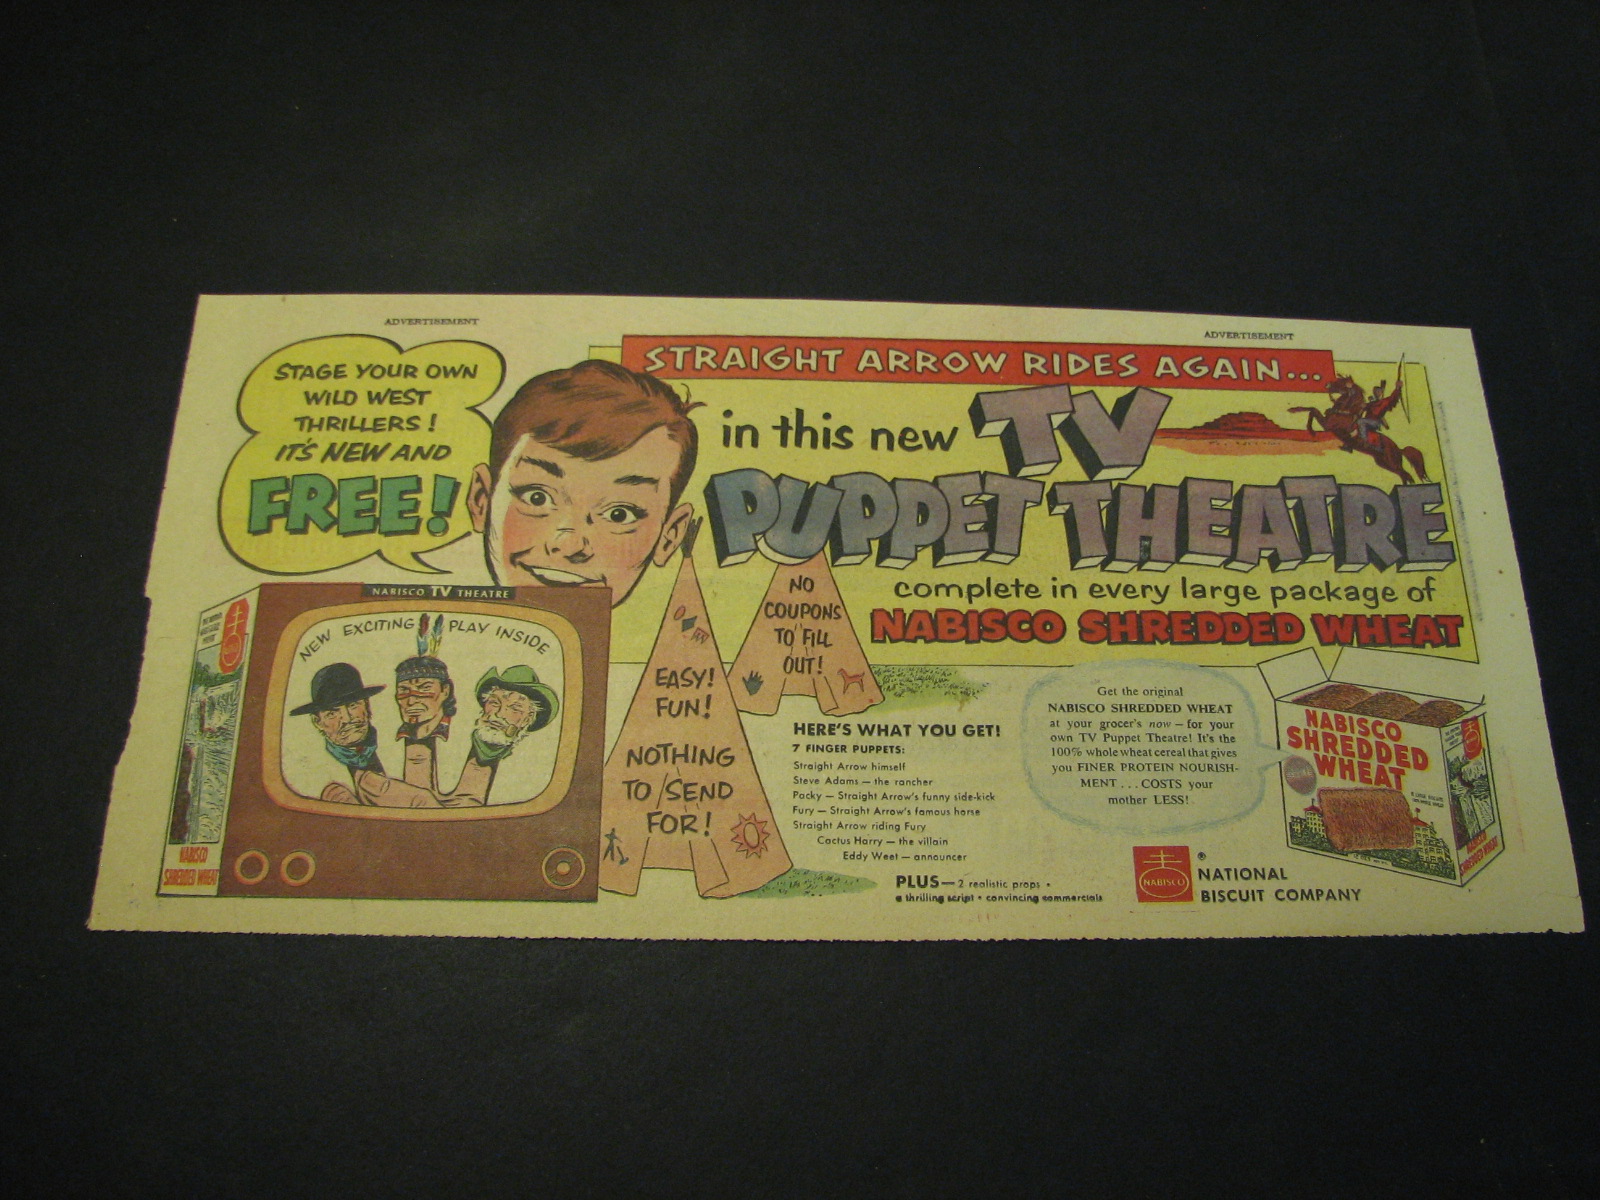 ADVERTISEMENT
ADVERTISEMENT
STAGE YOUR OWN
WILD WEST
THRILLERS!
IT'S NEW AND
FREE!
STRAIGHT ARROW RIDES AGAIN...
in this new TV
PUPPET THEATRE
complete in every large package of
NABISCO SHREDDED WHEAT
NABISCO TV THEATRE
NEW EXCITING PLAY INSIDE
NABISCO
SHREDDED WHEAT
NO
COUPONS
TO FILL
OUT!
EASY!
FUN!
NOTHING
TO SEND
FOR!
HERE'S WHAT YOU GET!
7 FINGER PUPPETS:
Straight Arrow himself
Steve Adams — the rancher
Packy — Straight Arrow's funny side-kick
Fury — Straight Arrow's famous horse
Straight Arrow riding Fury
Cactus Harry — the villain
Eddy Weet — announcer
PLUS— 2 realistic props •
a thrilling script • convincing commercials
Get the original
NABISCO SHREDDED WHEAT
at your grocer's now — for your
own TV Puppet Theatre! It's the
100% whole wheat cereal that gives
you FINER PROTEIN NOURISH-
MENT . . . COSTS your
mother LESS!
NABISCO
SHREDDED
WHEAT
NABISCO
SHREDDED WHEAT
NABISCO
®
NATIONAL
BISCUIT COMPANY